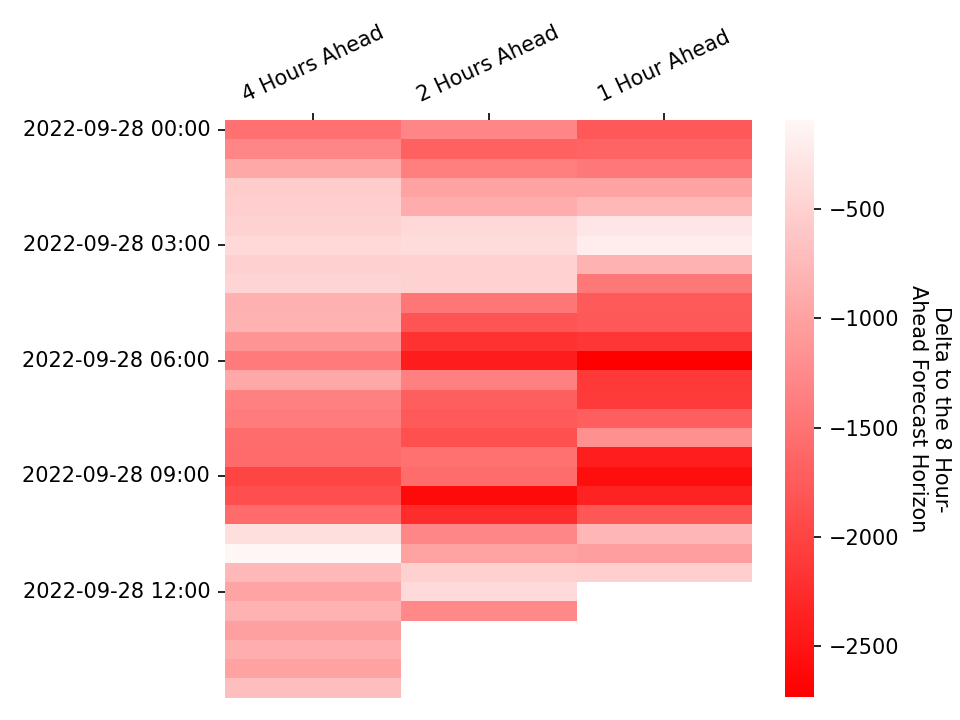 4 Hours Ahead
2 Hours Ahead
1 Hour Ahead
2022-09-28 00:00
2022-09-28 03:00
2022-09-28 06:00
2022-09-28 09:00
2022-09-28 12:00
−500
−1000
−1500
−2000
−2500
Delta to the 8 Hour-
Ahead Forecast Horizon